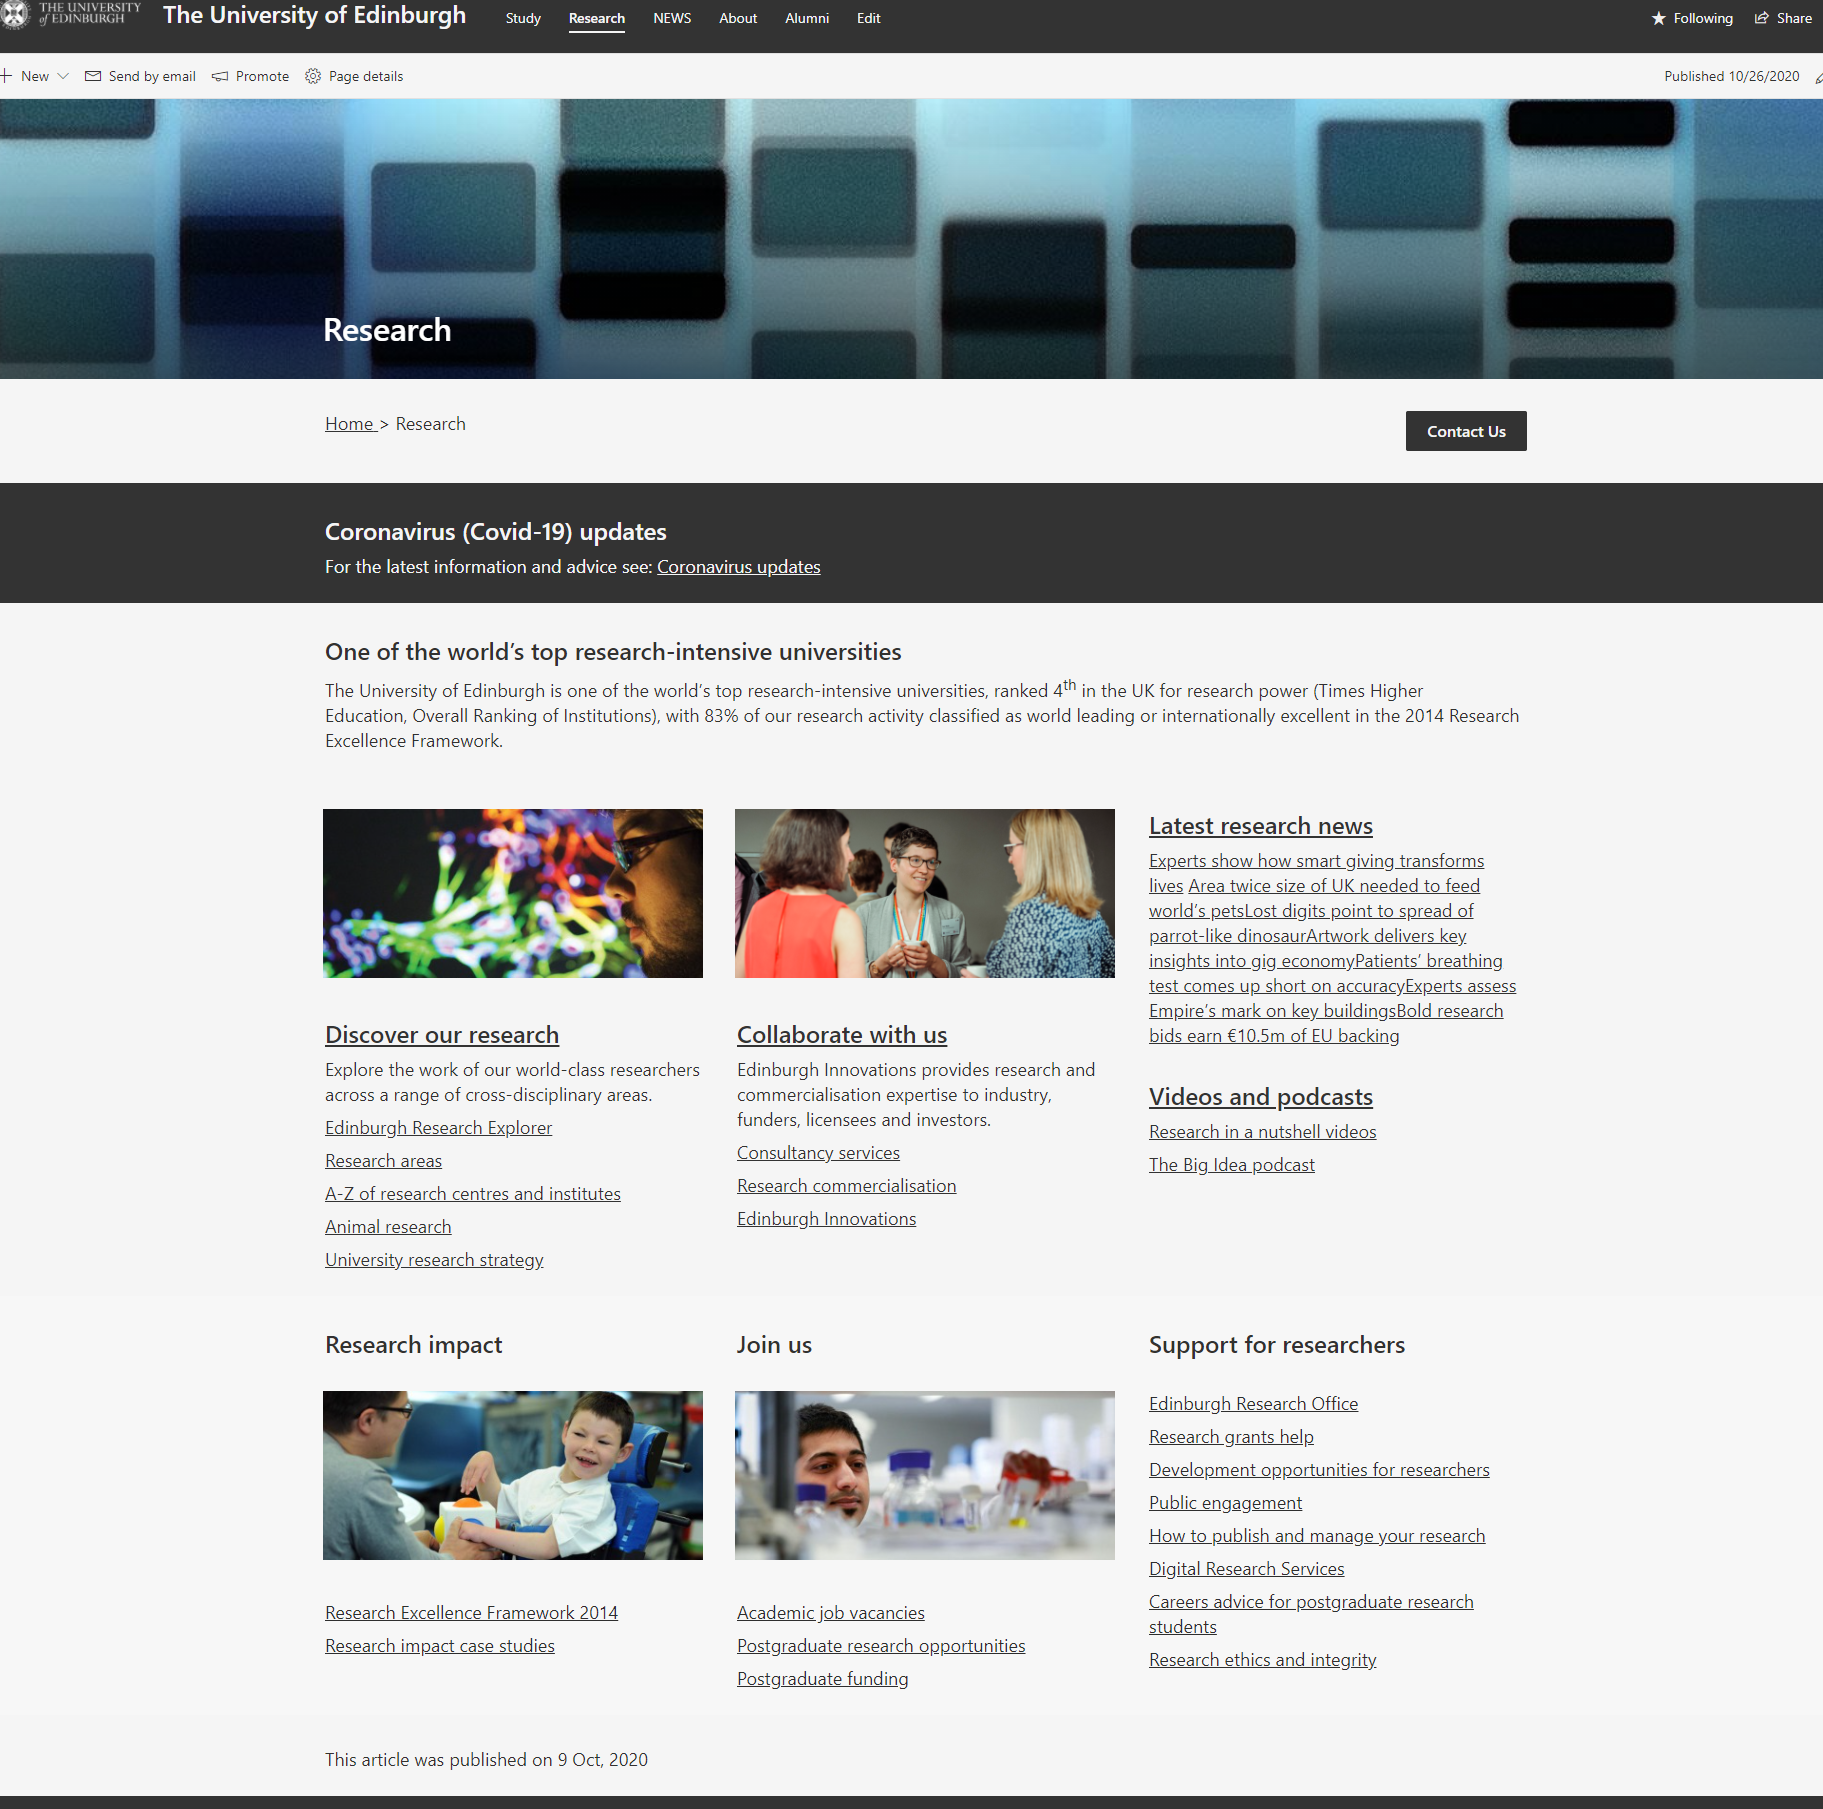 THE UNIVERSITY
of EDINBURGH
The University of Edinburgh
Study
Research
NEWS
About
Alumni
Edit
Following
Share
New
Send by email
Promote
Page details
Published 10/26/2020
Research
Home > Research
Contact Us
Coronavirus (Covid-19) updates
For the latest information and advice see: Coronavirus updates
One of the world’s top research-intensive universities
The University of Edinburgh is one of the world’s top research-intensive universities, ranked 4th in the UK for research power (Times Higher
Education, Overall Ranking of Institutions), with 83% of our research activity classified as world leading or internationally excellent in the 2014 Research
Excellence Framework.
Discover our research
Explore the work of our world-class researchers
across a range of cross-disciplinary areas.
Edinburgh Research Explorer
Research areas
A-Z of research centres and institutes
Animal research
University research strategy
Collaborate with us
Edinburgh Innovations provides research and
commercialisation expertise to industry,
funders, licensees and investors.
Consultancy services
Research commercialisation
Edinburgh Innovations
Latest research news
Experts show how smart giving transforms
lives Area twice size of UK needed to feed
world’s petsLost digits point to spread of
parrot-like dinosaurArtwork delivers key
insights into gig economyPatients’ breathing
test comes up short on accuracyExperts assess
Empire’s mark on key buildingsBold research
bids earn €10.5m of EU backing
Videos and podcasts
Research in a nutshell videos
The Big Idea podcast
Research impact
Research Excellence Framework 2014
Research impact case studies
Join us
Academic job vacancies
Postgraduate research opportunities
Postgraduate funding
Support for researchers
Edinburgh Research Office
Research grants help
Development opportunities for researchers
Public engagement
How to publish and manage your research
Digital Research Services
Careers advice for postgraduate research
students
Research ethics and integrity
This article was published on 9 Oct, 2020